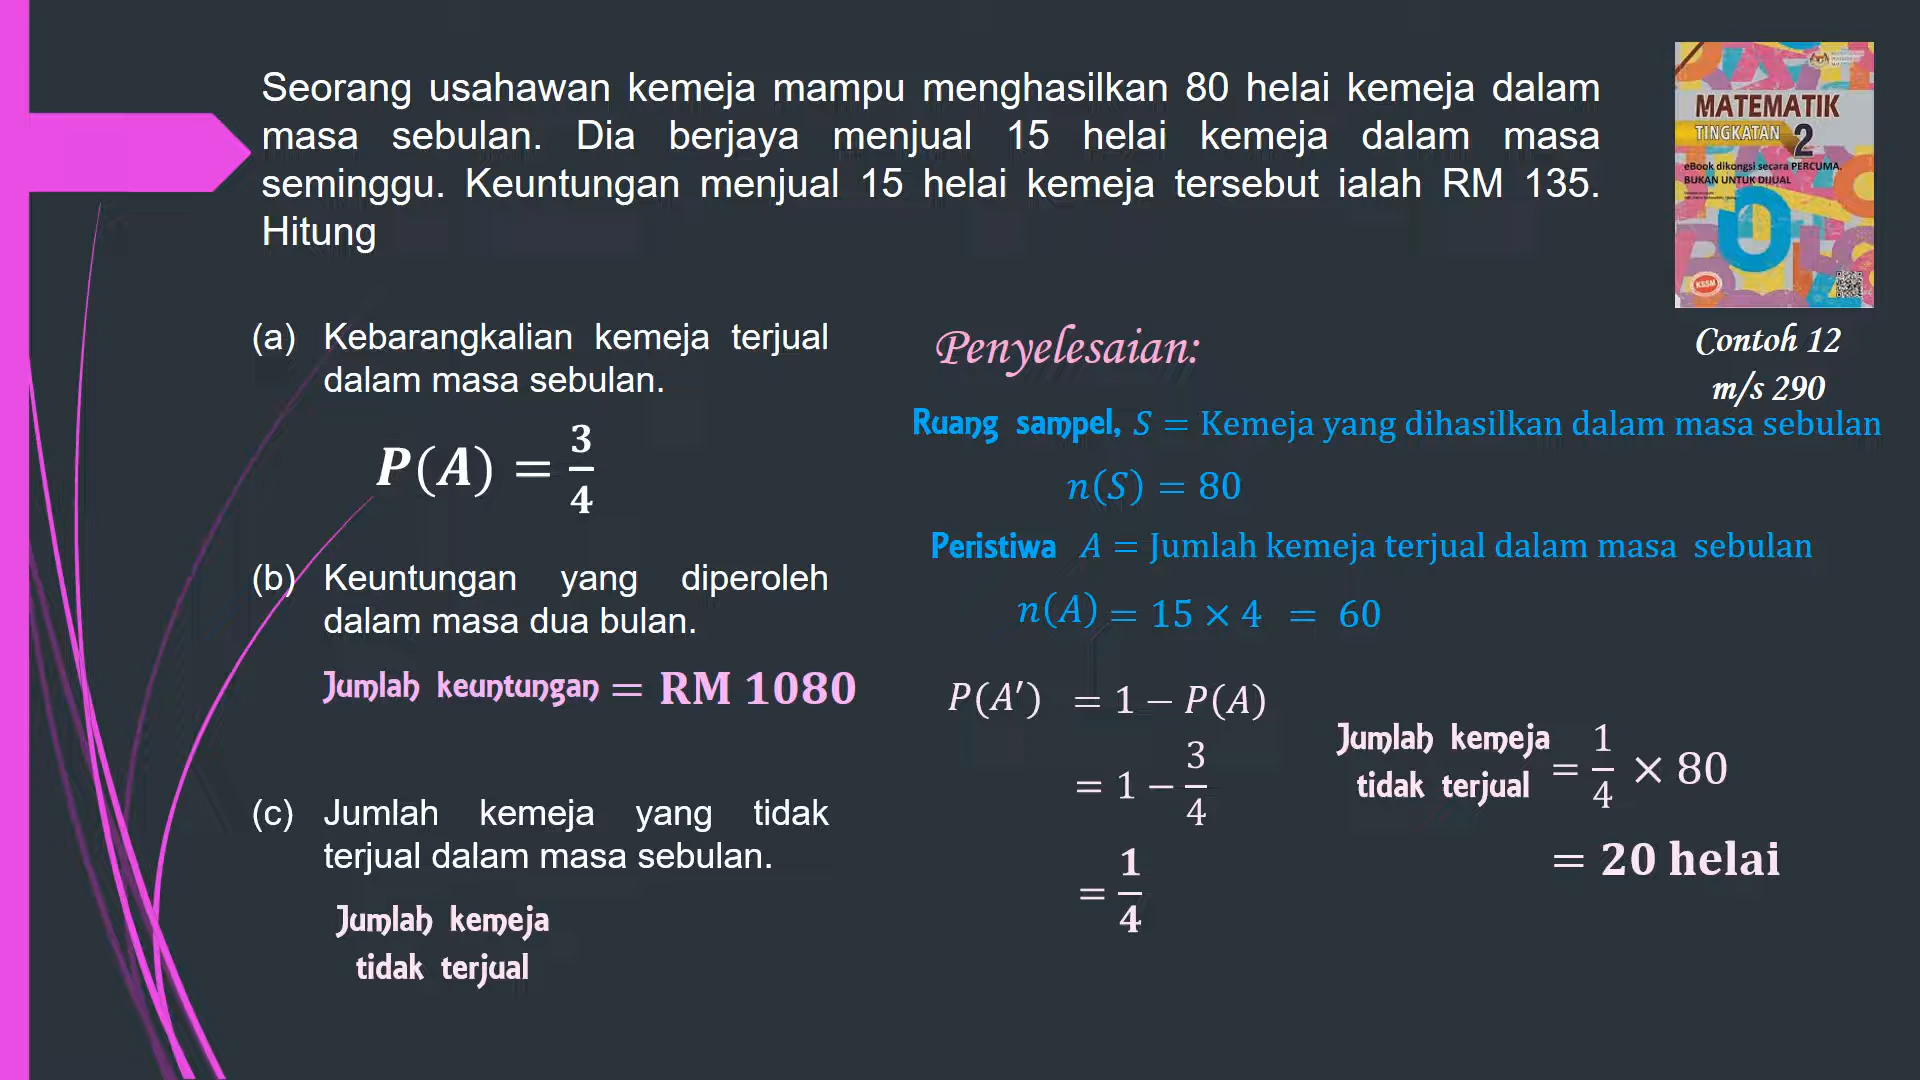 Seorang usahawan kemeja mampu menghasilkan 80 helai kemeja dalam
masa sebulan. Dia berjaya menjual 15 helai kemeja dalam masa
seminggu. Keuntungan menjual 15 helai kemeja tersebut ialah RM 135.
Hitung
MATEMATIK
TINGKATAN 2
eBook dikongsi secara PERCUMA.
BUKAN UNTUK DIJUAL
KSSM
Contoh 12
m/s 290
(a) Kebarangkalian kemeja terjual
dalam masa sebulan.
P(A) = 3/4
(b) Keuntungan yang diperoleh
dalam masa dua bulan.
Jumlah keuntungan = RM 1080
(c) Jumlah kemeja yang tidak
terjual dalam masa sebulan.
Jumlah kemeja
tidak terjual
Penyelesaian:
Ruang sampel, S = Kemeja yang dihasilkan dalam masa sebulan
n(S) = 80
Peristiwa A = Jumlah kemeja terjual dalam masa sebulan
n(A) = 15 × 4 = 60
P(A′) = 1 − P(A)
= 1 − 3/4
= 1/4
Jumlah kemeja
tidak terjual = 1/4 × 80
= 20 helai